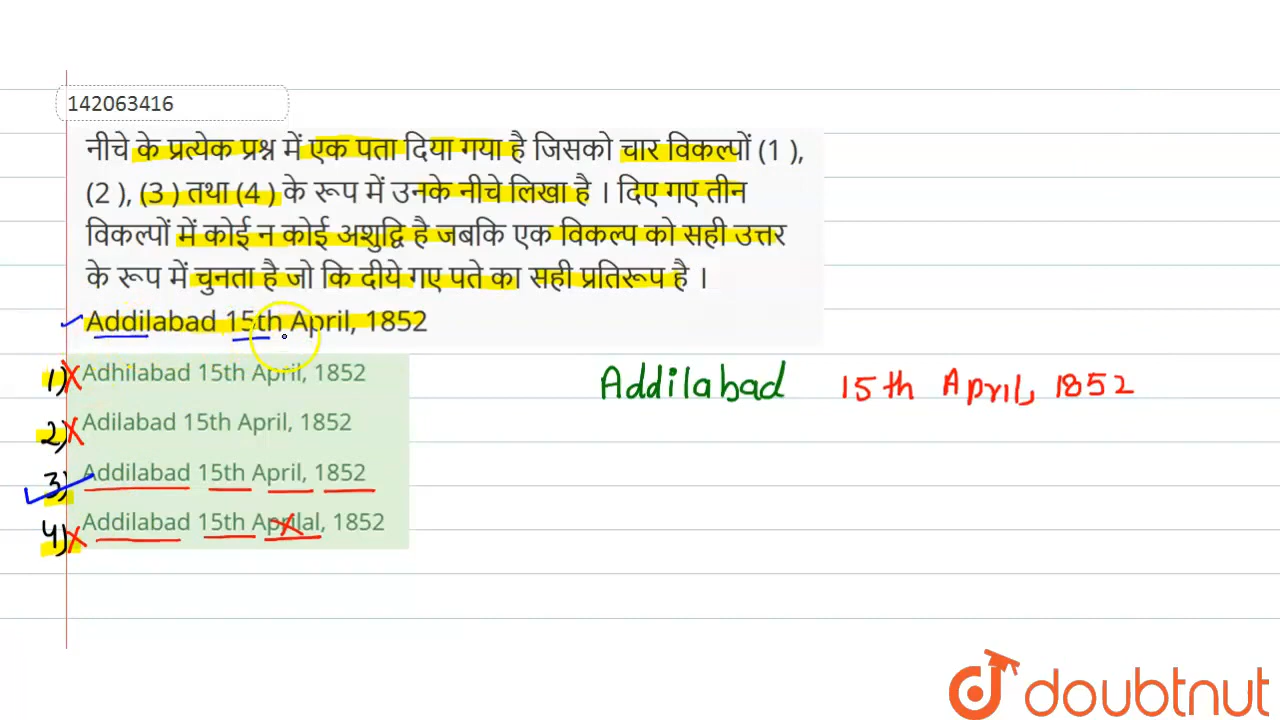 142063416
नीचे के प्रत्येक प्रश्न में एक पता दिया गया है जिसको चार विकल्पों (1 ),
(2 ), (3 ) तथा (4 ) के रूप में उनके नीचे लिखा है । दिए गए तीन
विकल्पों में कोई न कोई अशुद्वि है जबकि एक विकल्प को सही उत्तर
के रूप में चुनता है जो कि दीये गए पते का सही प्रतिरूप है ।
Addilabad 15th April, 1852
1) Adhilabad 15th April, 1852
Addilabad 15th April, 1852
2) Adilabad 15th April, 1852
3) Addilabad 15th April, 1852
4) Addilabad 15th Aprilal, 1852
doubtnut